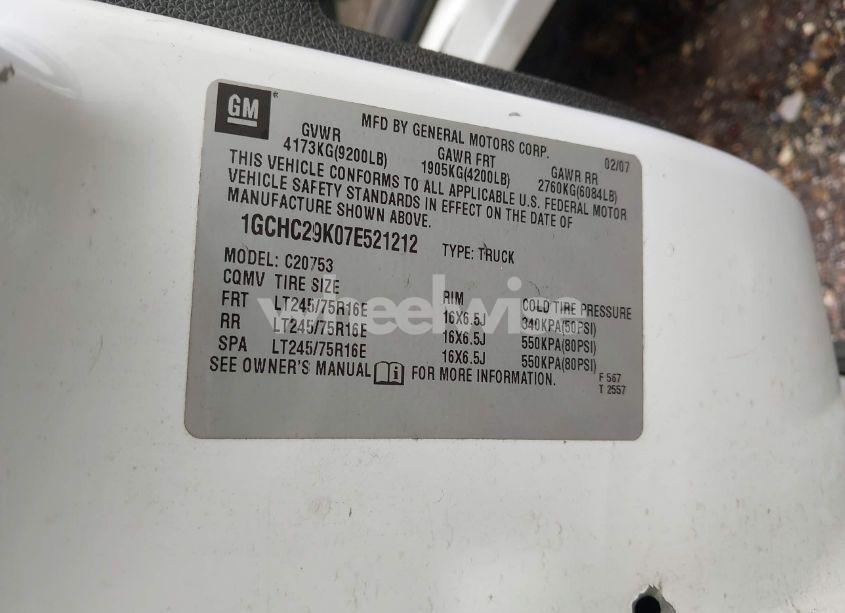 GM
MFD BY GENERAL MOTORS CORP. 02/07
GVWR GAWR FRT GAWR RR
4173KG(9200LB) 1905KG(4200LB) 2760KG(6084LB)
THIS VEHICLE CONFORMS TO ALL APPLICABLE U.S. FEDERAL MOTOR
VEHICLE SAFETY STANDARDS IN EFFECT ON THE DATE OF
MANUFACTURE SHOWN ABOVE.
1GCHC29K07E521212 TYPE: TRUCK
MODEL: C20753
CQMV TIRE SIZE RIM COLD TIRE PRESSURE
FRT LT245/75R16E 16X6.5J 340KPA(50PSI)
RR LT245/75R16E 16X6.5J 550KPA(80PSI)
SPA LT245/75R16E 16X6.5J 550KPA(80PSI)
SEE OWNER'S MANUAL FOR MORE INFORMATION.
F 567
T 2557